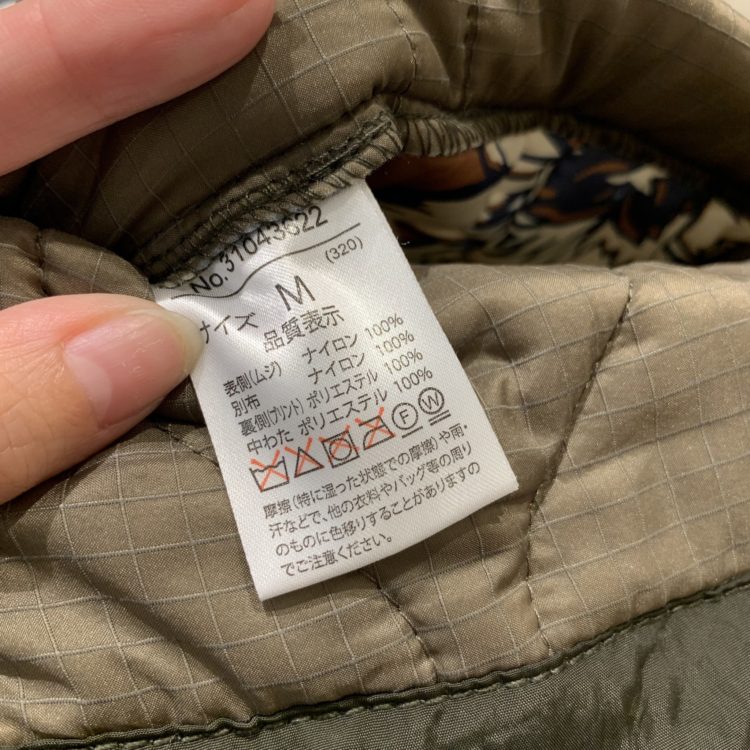 No.31043622
(320)
サイズ M
品質表示
表側(ムジ) ナイロン 100%
別布 ナイロン 100%
裏側(プリント) ポリエステル 100%
中わた ポリエステル 100%
F W
摩擦(特に湿った状態での摩擦)や雨・
汗などで、他の衣料やバッグ等の周り
のものに色移りすることがありますの
でご注意ください。